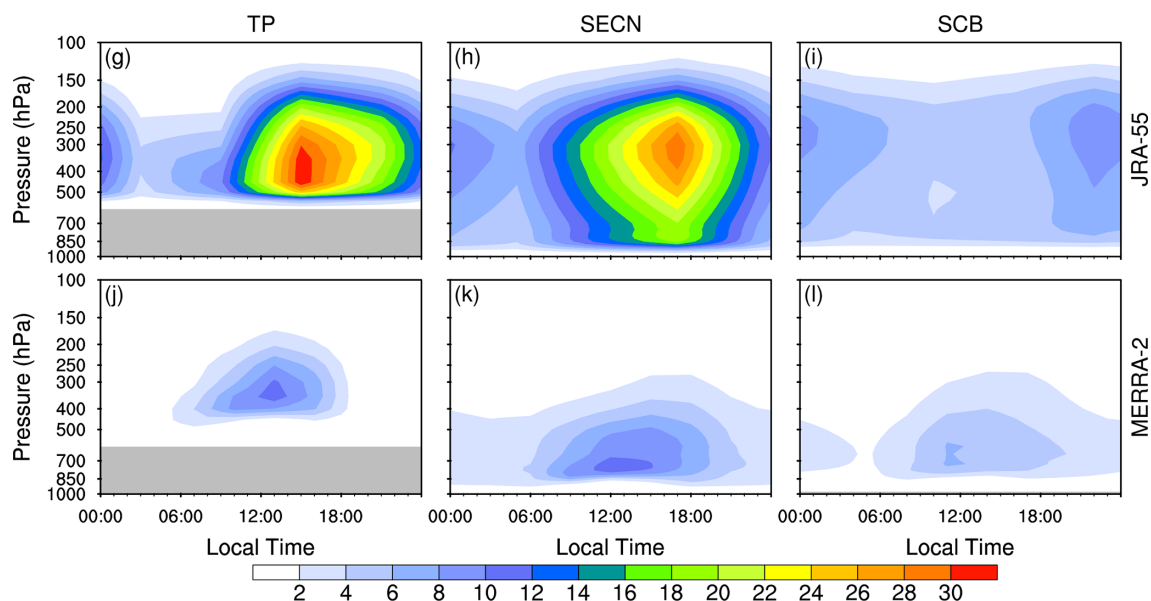 TP SECN SCB
(g) (h) (i)
Pressure (hPa)
100
150
200
250
300
400
500
700
850
1000
JRA-55
(j) (k) (l)
Pressure (hPa)
100
150
200
250
300
400
500
700
850
1000
MERRA-2
00:00 06:00 12:00 18:00 00:00 06:00 12:00 18:00 00:00 06:00 12:00 18:00
Local Time Local Time Local Time
2 4 6 8 10 12 14 16 18 20 22 24 26 28 30